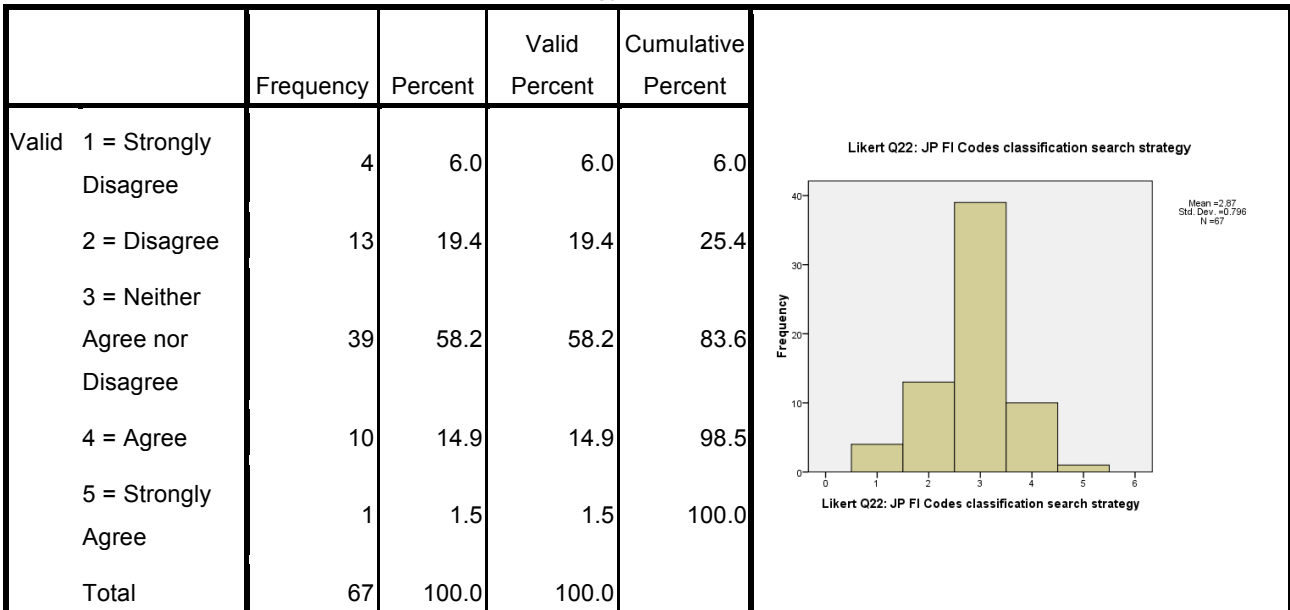 Frequency Percent Valid Percent Cumulative Percent
Valid 1 = Strongly Disagree 4 6.0 6.0 6.0
2 = Disagree 13 19.4 19.4 25.4
3 = Neither Agree nor Disagree 39 58.2 58.2 83.6
4 = Agree 10 14.9 14.9 98.5
5 = Strongly Agree 1 1.5 1.5 100.0
Total 67 100.0 100.0
Likert Q22: JP FI Codes classification search strategy
Mean =2.87
Std. Dev. =0.796
N =67
Frequency
40
30
20
10
0
0 1 2 3 4 5 6
Likert Q22: JP FI Codes classification search strategy